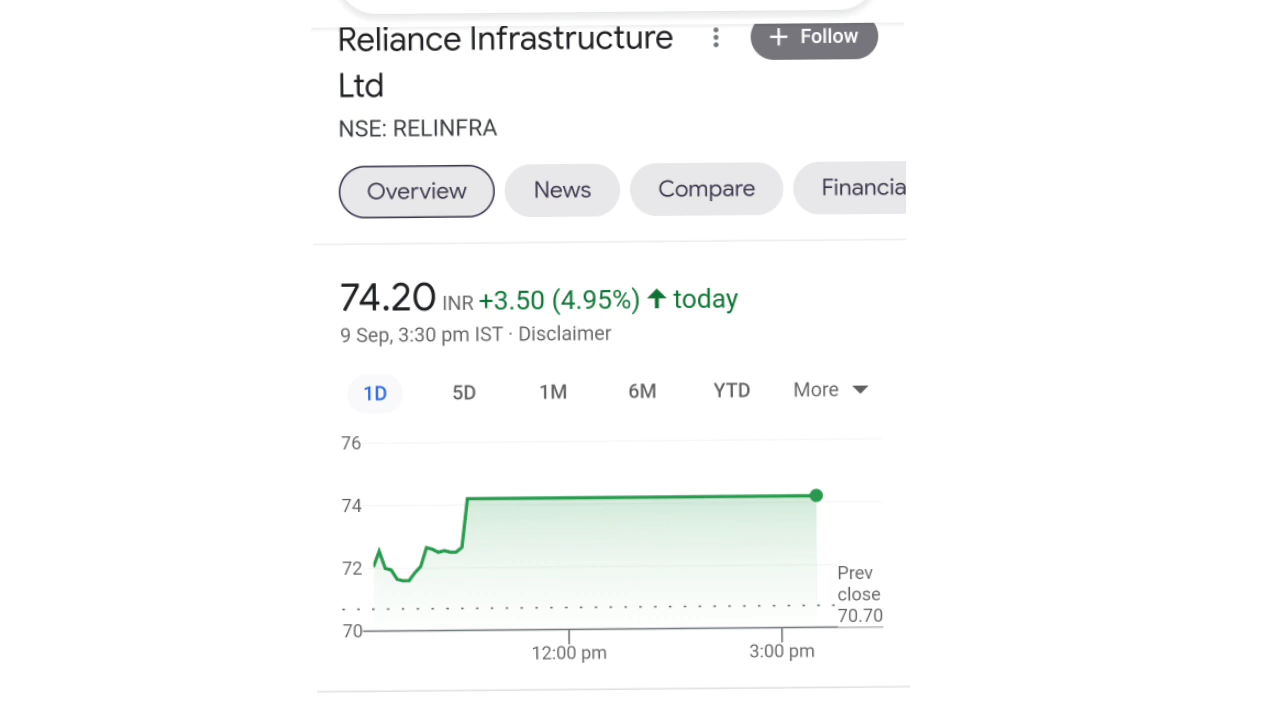 Reliance Infrastructure
Ltd
+ Follow
NSE: RELINFRA
Overview News Compare Financia
74.20 INR +3.50 (4.95%) ↑ today
9 Sep, 3:30 pm IST · Disclaimer
1D 5D 1M 6M YTD More
76
74
72
70
Prev
close
70.70
12:00 pm 3:00 pm